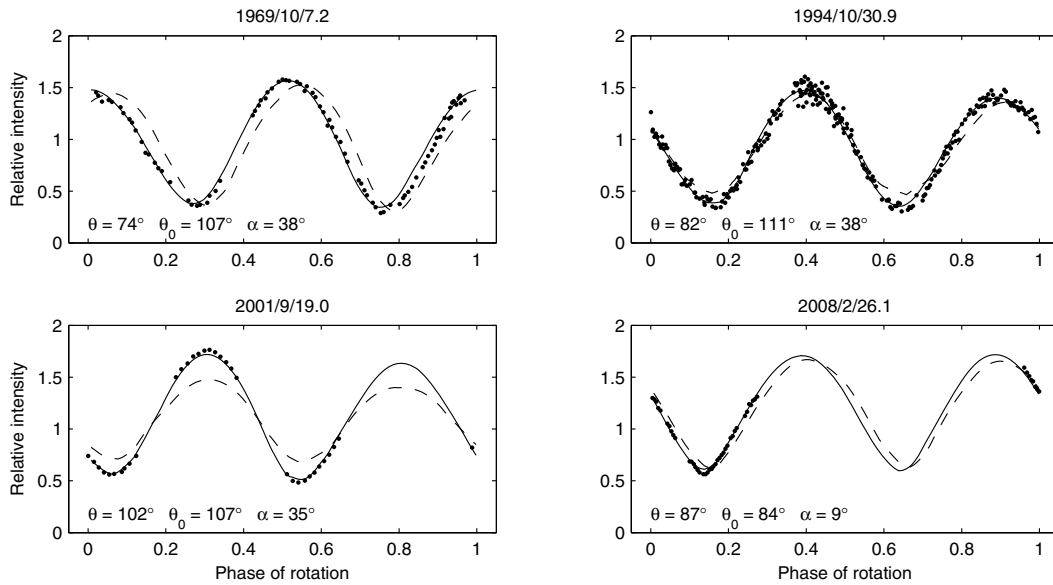 1969/10/7.2
2
1.5
1
0.5
0
Relative intensity
θ = 74° θ₀ = 107° α = 38°
0 0.2 0.4 0.6 0.8 1
1994/10/30.9
2
1.5
1
0.5
0
θ = 82° θ₀ = 111° α = 38°
0 0.2 0.4 0.6 0.8 1
2001/9/19.0
2
1.5
1
0.5
0
Relative intensity
θ = 102° θ₀ = 107° α = 35°
0 0.2 0.4 0.6 0.8 1
Phase of rotation
2008/2/26.1
2
1.5
1
0.5
0
θ = 87° θ₀ = 84° α = 9°
0 0.2 0.4 0.6 0.8 1
Phase of rotation